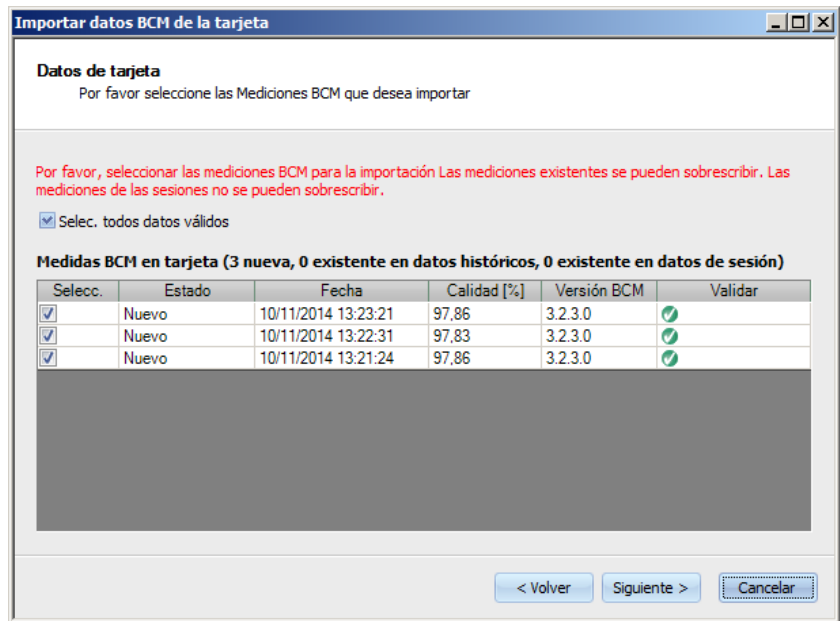 Importar datos BCM de la tarjeta
Datos de tarjeta
Por favor seleccione las Mediciones BCM que desea importar
Por favor, seleccionar las mediciones BCM para la importación Las mediciones existentes se pueden sobrescribir. Las
mediciones de las sesiones no se pueden sobrescribir.
Selec. todos datos válidos
Medidas BCM en tarjeta (3 nueva, 0 existente en datos históricos, 0 existente en datos de sesión)
Selecc. Estado Fecha Calidad [%] Versión BCM Validar
Nuevo 10/11/2014 13:23:21 97,86 3.2.3.0
Nuevo 10/11/2014 13:22:31 97,83 3.2.3.0
Nuevo 10/11/2014 13:21:24 97,86 3.2.3.0
< Volver Siguiente > Cancelar